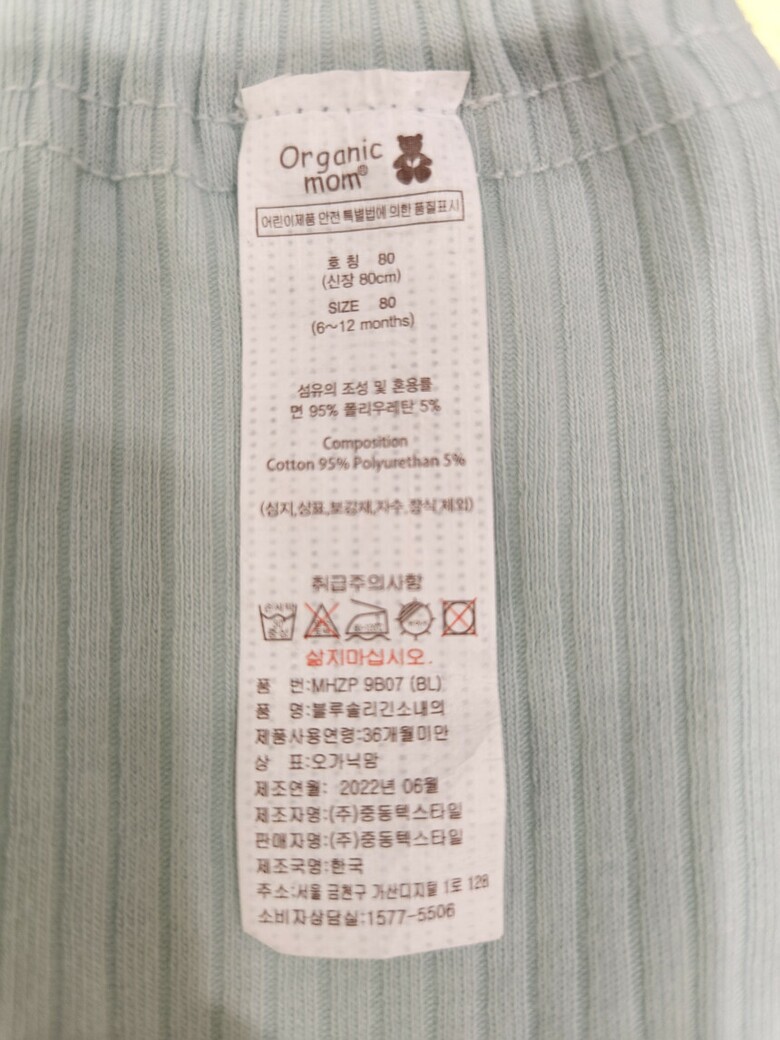 Organic
mom®
어린이제품 안전 특별법에 의한 품질표시
호 칭 80
(신장 80cm)
SIZE 80
(6~12 months)
섬유의 조성 및 혼용률
면 95% 폴리우레탄 5%
Composition
Cotton 95% Polyurethan 5%
(심지,상표,보강재,자수,장식 제외)
취급주의사항
손세탁
중성
삶지마십시오.
품 번:MHZP 9B07 (BL)
품 명:블루솔리긴소내의
제품사용연령:36개월미만
상 표:오가닉맘
제조연월: 2022년 06월
제조자명:(주)중동텍스타일
판매자명:(주)중동텍스타일
제조국명:한국
주소:서울 금천구 가산디지털 1로 128
소비자상담실:1577-5506